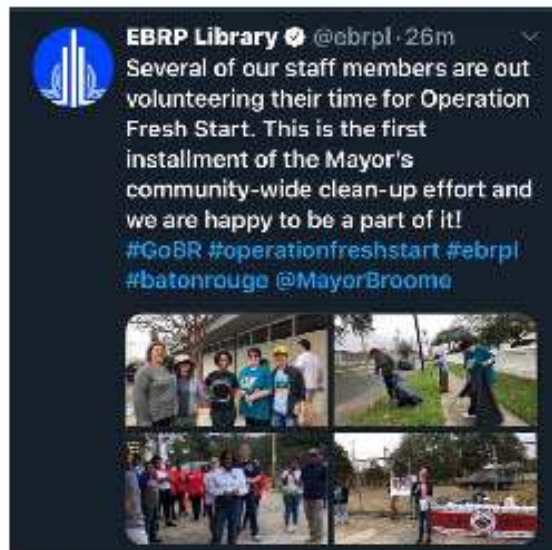 EBRP Library @ebrpl · 26m
Several of our staff members are out
volunteering their time for Operation
Fresh Start. This is the first
installment of the Mayor's
community-wide clean-up effort and
we are happy to be a part of it!
#GoBR #operationfreshstart #ebrpl
#batonrouge @MayorBroome